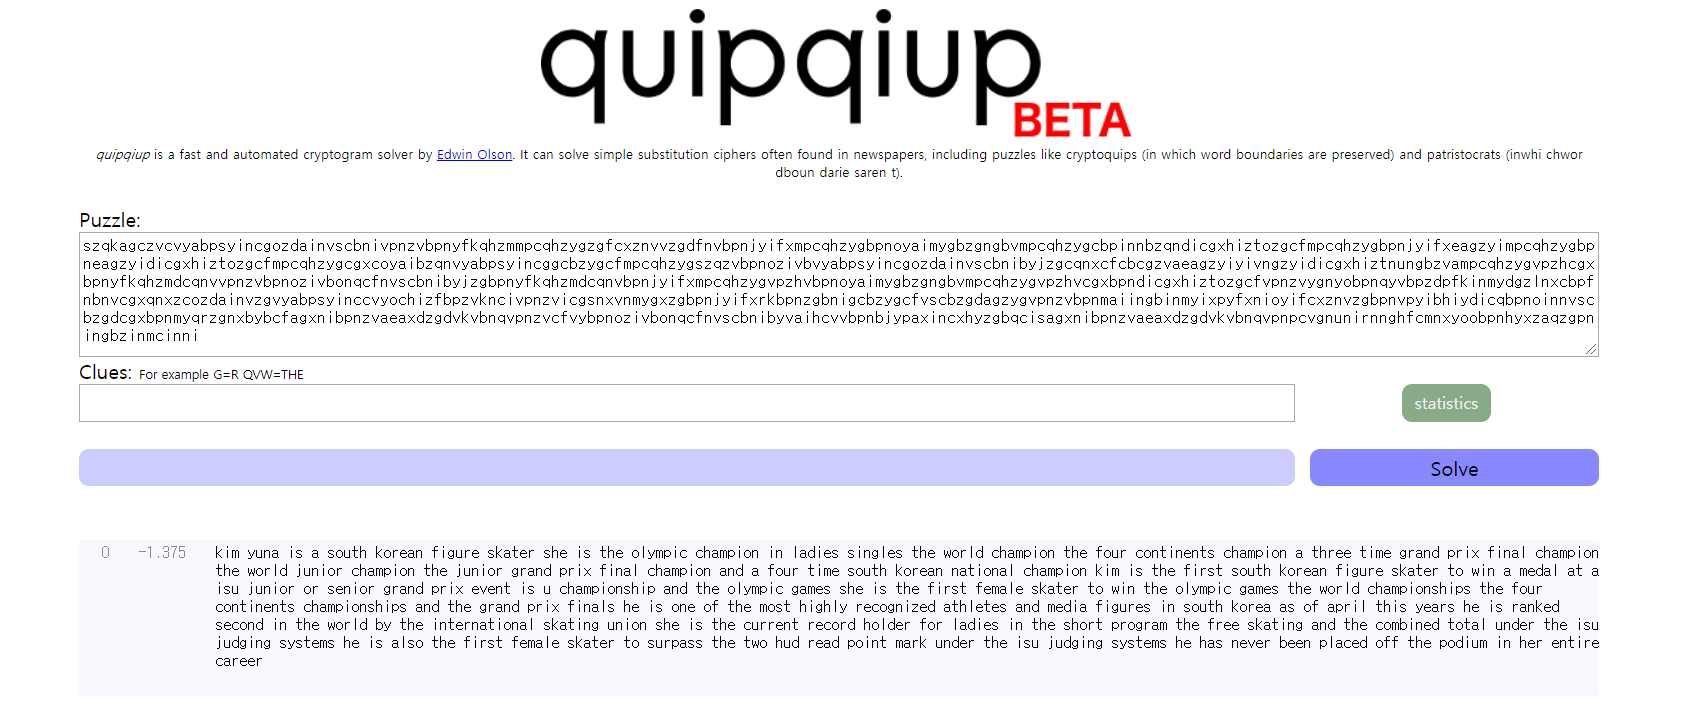 quipqiup
BETA
quipqiup is a fast and automated cryptogram solver by Edwin Olson. It can solve simple substitution ciphers often found in newspapers, including puzzles like cryptoquips (in which word boundaries are preserved) and patristocrats (inwhi chwor
dboun darie saren t).
Puzzle:
szqkagczvcvyabpsyincgozdainvscbnivpnzvbpnyfkqhzmmpcqhzygzgfcxznvvzgdfnvbpnjyifxmpcqhzygbpnoyaimygbzgngbvmpcqhzygcbpinnbzqndicgxhiztozgcfmpcqhzygbpnjyifxeagzyimpcqhzygbp
neagzyidicgxhiztozgcfmpcqhzygcgxcoyaibzqnvyabpsyincggcbzygcfmpcqhzygszqzvbpnozivbvyabpsyincgozdainvscbnibyjzgcqnxcfcbcgzvaeagzyiyivngzyidicgxhiztnungbzvampcqhzygvpzhcgx
bpnyfkqhzmdcqnvvpnzvbpnozivbonqcfnvscbnibyjzgbpnyfkqhzmdcqnvbpnjyifxmpcqhzygvpzhvbpnoyaimygbzgngbvmpcqhzygvpzhvcgxbpndicgxhiztozgcfvpnzvygnyobpnqyvbpzdpfkinmydgzlnxcbpf
nbnvcgxqnxzcozdainvzgvyabpsyinccvyochizfbpzvkncivpnzvicgsnxvnmygxzgbpnjyifxrkbpnzgbnigcbzygcfvscbzgdagzygvpnzvbpnmaiingbinmyixpyfxnioyifcxznvzgbpnvpyibhiydicqbpnoinnvsc
bzgdcgxbpnmyqrzgnxbybcfagxnibpnzvaeaxdzgdvkvbnqvpnzvcfvybpnozivbonqcfnvscbnibyvaihcvvbpnbjypaxincxhyzgbqcisagxnibpnzvaeaxdzgdvkvbnqvpnpcvgnunirnnghfcmnxyoobpnhyxzaqzgpn
ingbzinmcinni
Clues: For example G=R QVW=THE
statistics
Solve
0 -1.375 kim yuna is a south korean figure skater she is the olympic champion in ladies singles the world champion the four continents champion a three time grand prix final champion
the world junior champion the junior grand prix final champion and a four time south korean national champion kim is the first south korean figure skater to win a medal at a
isu junior or senior grand prix event is u championship and the olympic games she is the first female skater to win the olympic games the world championships the four
continents championships and the grand prix finals he is one of the most highly recognized athletes and media figures in south korea as of april this years he is ranked
second in the world by the international skating union she is the current record holder for ladies in the short program the free skating and the combined total under the isu
judging systems he is also the first female skater to surpass the two hud read point mark under the isu judging systems he has never been placed off the podium in her entire
career